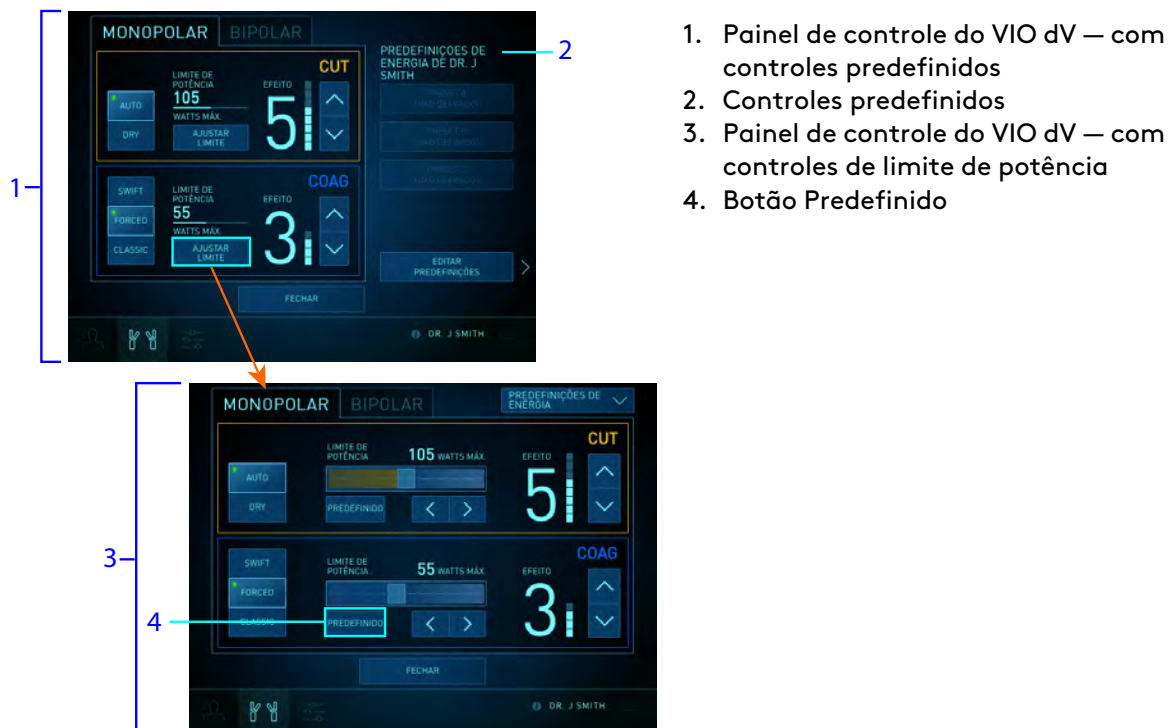 MONOPOLAR BIPOLAR
CUT
LIMITE DE
POTÊNCIA
105
WATTS MÁX.
AJUSTAR
LIMITE
AUTO
DRY
EFEITO
5
COAG
SWIFT
FORCED
CLASSIC
LIMITE DE
POTÊNCIA
55
WATTS MÁX.
AJUSTAR
LIMITE
EFEITO
3
PREDEFINIÇOES DE
ENERGIA DE DR. J
SMITH
EDITAR
PREDEFINIÇÕES
FECHAR
DR. J SMITH
1
2
MONOPOLAR BIPOLAR
PREDEFINIÇÕES DE
ENERGIA
CUT
AUTO
DRY
LIMITE DE
POTÊNCIA
105 WATTS MÁX.
PREDEFINIDO
EFEITO
5
COAG
SWIFT
FORCED
CLASSIC
LIMITE DE
POTÊNCIA
55 WATTS MÁX.
PREDEFINIDO
EFEITO
3
FECHAR
DR. J SMITH
3
4
1. Painel de controle do VIO dV — com
controles predefinidos
2. Controles predefinidos
3. Painel de controle do VIO dV — com
controles de limite de potência
4. Botão Predefinido